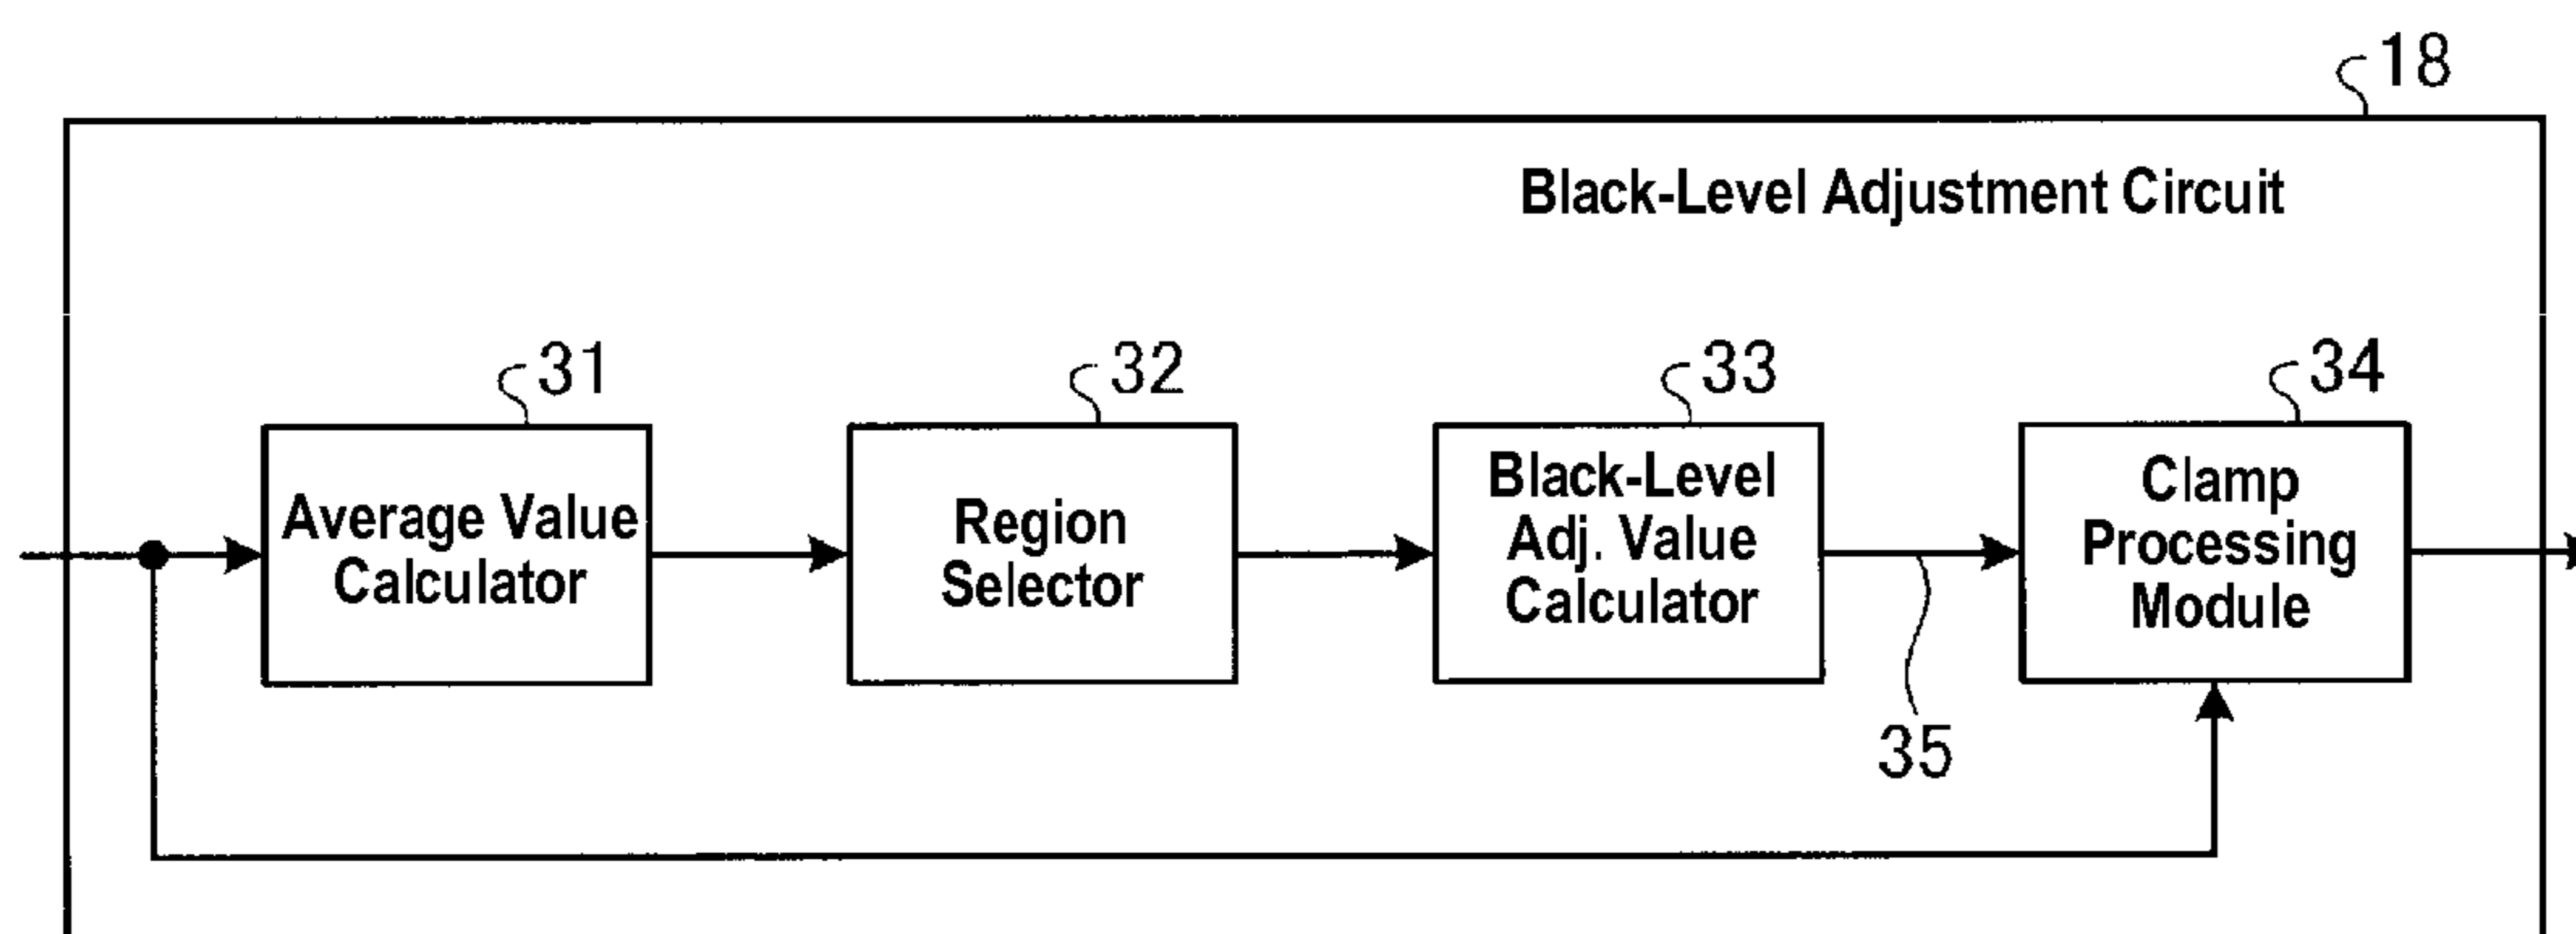 18
Black-Level Adjustment Circuit
31
32
33
34
Average Value
Calculator
Region
Selector
Black-Level
Adj. Value
Calculator
Clamp
Processing
Module
35